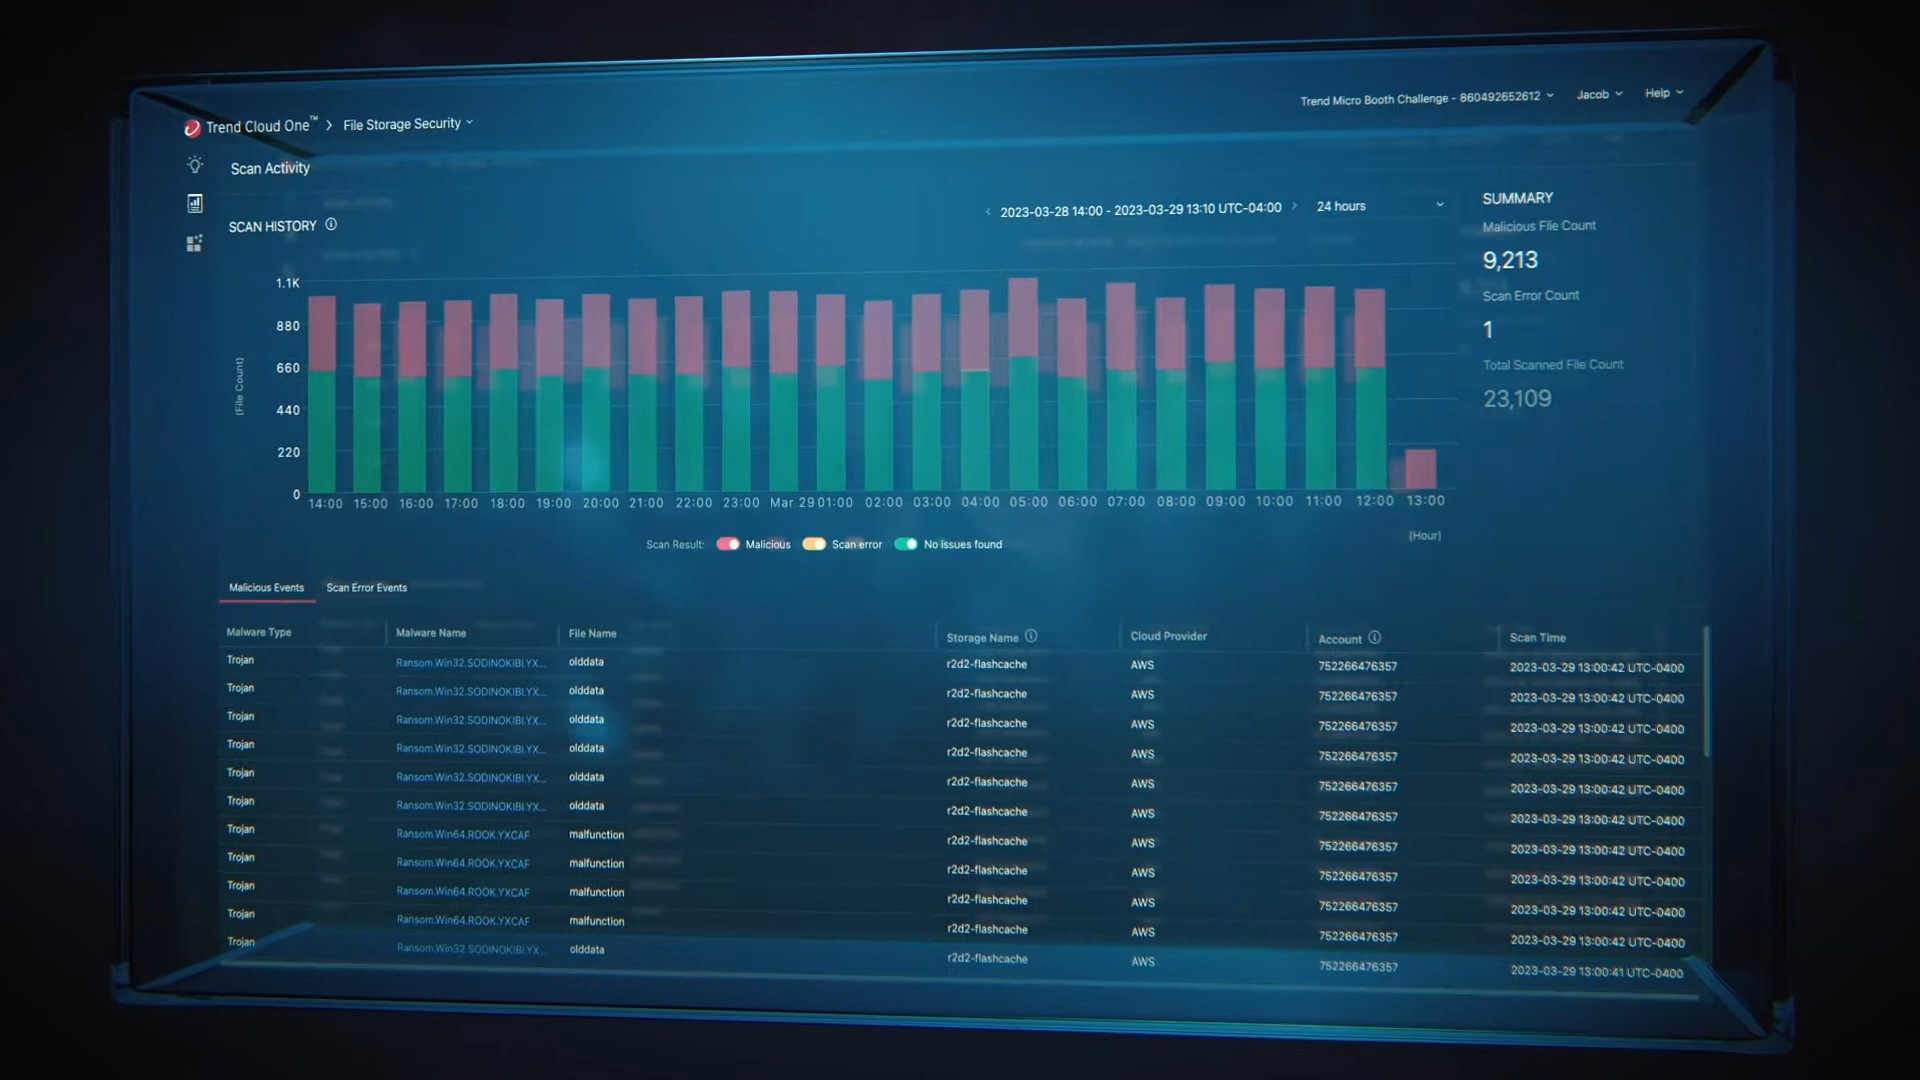 Trend Micro Booth Challenge - 860492652612 Jacob Help
Trend Cloud One™ > File Storage Security
Scan Activity
SCAN HISTORY
2023-03-28 14:00 - 2023-03-29 13:10 UTC-04:00 24 hours
SUMMARY
Malicious File Count
9,213
Scan Error Count
1
Total Scanned File Count
23,109
(File Count)
1.1K
880
660
440
220
0
14:00 15:00 16:00 17:00 18:00 19:00 20:00 21:00 22:00 23:00 Mar 29 01:00 02:00 03:00 04:00 05:00 06:00 07:00 08:00 09:00 10:00 11:00 12:00 13:00
(Hour)
Scan Result: Malicious Scan error No issues found
Malicious Events Scan Error Events
Malware Type Malware Name File Name Storage Name Cloud Provider Account Scan Time
Trojan Ransom.Win32.SODINOKIBI.YX... olddata r2d2-flashcache AWS 752266476357 2023-03-29 13:00:42 UTC-0400
Trojan Ransom.Win32.SODINOKIBI.YX... olddata r2d2-flashcache AWS 752266476357 2023-03-29 13:00:42 UTC-0400
Trojan Ransom.Win32.SODINOKIBI.YX... olddata r2d2-flashcache AWS 752266476357 2023-03-29 13:00:42 UTC-0400
Trojan Ransom.Win32.SODINOKIBI.YX... olddata r2d2-flashcache AWS 752266476357 2023-03-29 13:00:42 UTC-0400
Trojan Ransom.Win32.SODINOKIBI.YX... olddata r2d2-flashcache AWS 752266476357 2023-03-29 13:00:42 UTC-0400
Trojan Ransom.Win32.SODINOKIBI.YX... olddata r2d2-flashcache AWS 752266476357 2023-03-29 13:00:42 UTC-0400
Trojan Ransom.Win64.ROOK.YXCAF malfunction r2d2-flashcache AWS 752266476357 2023-03-29 13:00:42 UTC-0400
Trojan Ransom.Win64.ROOK.YXCAF malfunction r2d2-flashcache AWS 752266476357 2023-03-29 13:00:42 UTC-0400
Trojan Ransom.Win64.ROOK.YXCAF malfunction r2d2-flashcache AWS 752266476357 2023-03-29 13:00:42 UTC-0400
Trojan Ransom.Win64.ROOK.YXCAF malfunction r2d2-flashcache AWS 752266476357 2023-03-29 13:00:42 UTC-0400
Trojan Ransom.Win32.SODINOKIBI.YX... olddata r2d2-flashcache AWS 752266476357 2023-03-29 13:00:41 UTC-0400